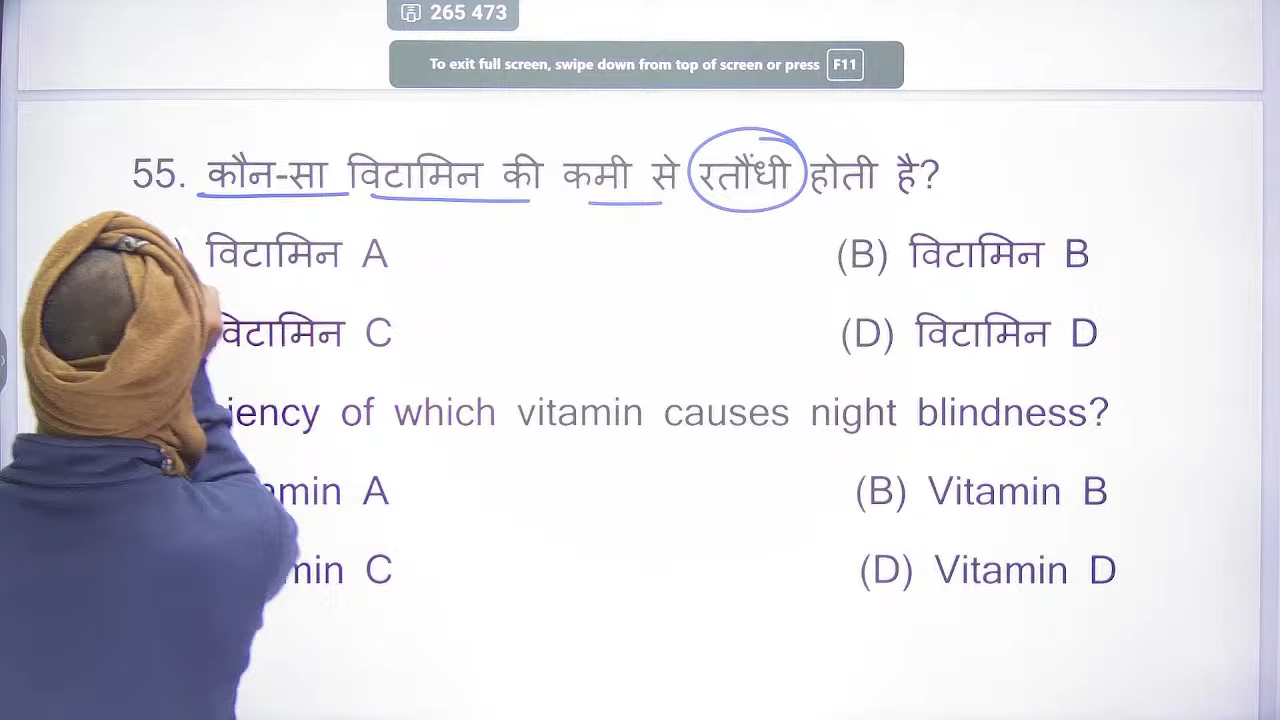 265 473
To exit full screen, swipe down from top of screen or press F11
55. कौन-सा विटामिन की कमी से रतौंधी होती है?
) विटामिन A (B) विटामिन B
विटामिन C (D) विटामिन D
iency of which vitamin causes night blindness?
amin A (B) Vitamin B
min C (D) Vitamin D